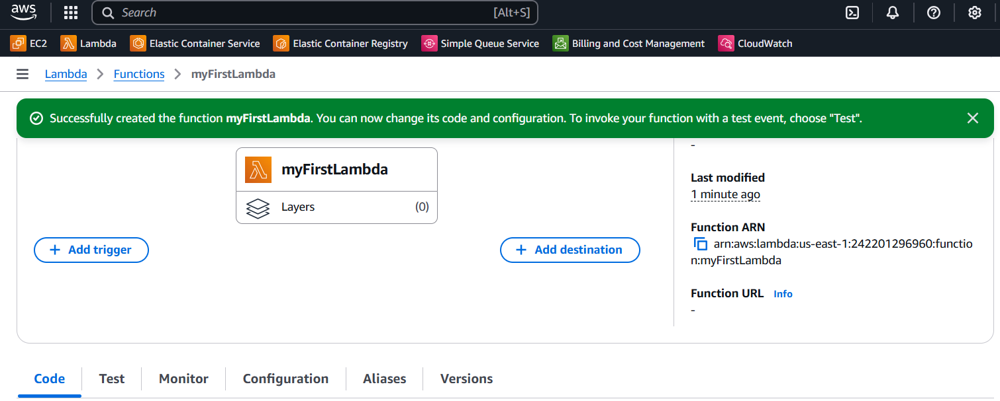 aws Search [Alt+S]
EC2 Lambda Elastic Container Service Elastic Container Registry Simple Queue Service Billing and Cost Management CloudWatch
Lambda Functions myFirstLambda
Successfully created the function myFirstLambda. You can now change its code and configuration. To invoke your function with a test event, choose "Test".
-
myFirstLambda
Layers (0)
Add trigger
Add destination
Last modified
1 minute ago
Function ARN
arn:aws:lambda:us-east-1:242201296960:functio
n:myFirstLambda
Function URL Info
-
Code Test Monitor Configuration Aliases Versions